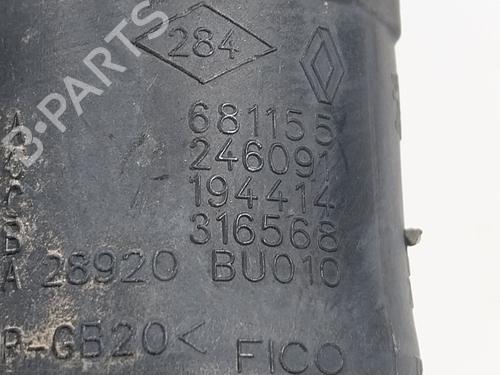 284
A 681155
246091
C 194414
B 316568
A 28920 BU010
P-GB20<
FICO
B-PARTS